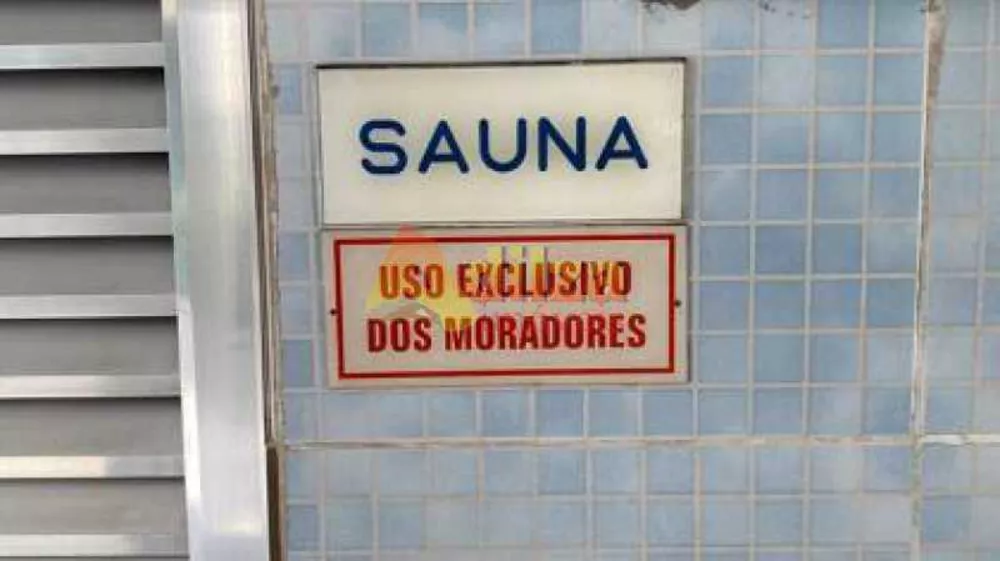 SAUNA
USO EXCLUSIVO
DOS MORADORES